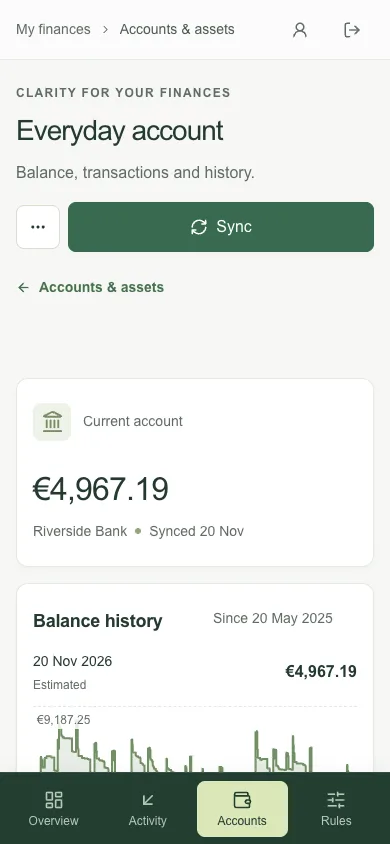 My finances > Accounts & assets
CLARITY FOR YOUR FINANCES
Everyday account
Balance, transactions and history.
... Sync
← Accounts & assets
Current account
€4,967.19
Riverside Bank • Synced 20 Nov
Balance history Since 20 May 2025
20 Nov 2026
Estimated
€4,967.19
€9,187.25
Overview Activity Accounts Rules